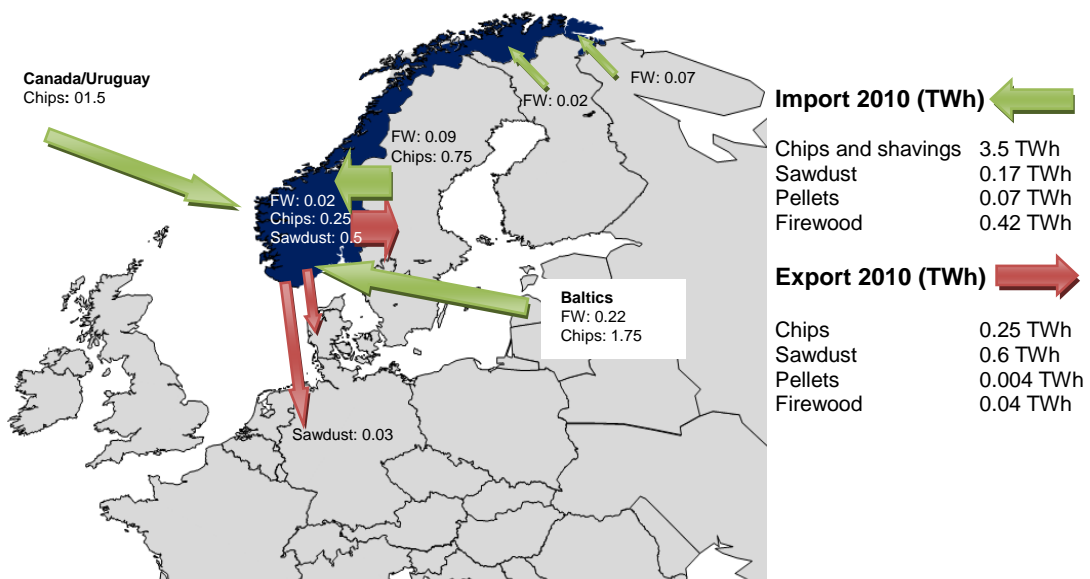 Canada/Uruguay
Chips: 01.5
FW: 0.02
FW: 0.07
FW: 0.09
Chips: 0.75
FW: 0.02
Chips: 0.25
Sawdust: 0.5
Baltics
FW: 0.22
Chips: 1.75
Sawdust: 0.03
Import 2010 (TWh)
Chips and shavings 3.5 TWh
Sawdust 0.17 TWh
Pellets 0.07 TWh
Firewood 0.42 TWh
Export 2010 (TWh)
Chips 0.25 TWh
Sawdust 0.6 TWh
Pellets 0.004 TWh
Firewood 0.04 TWh